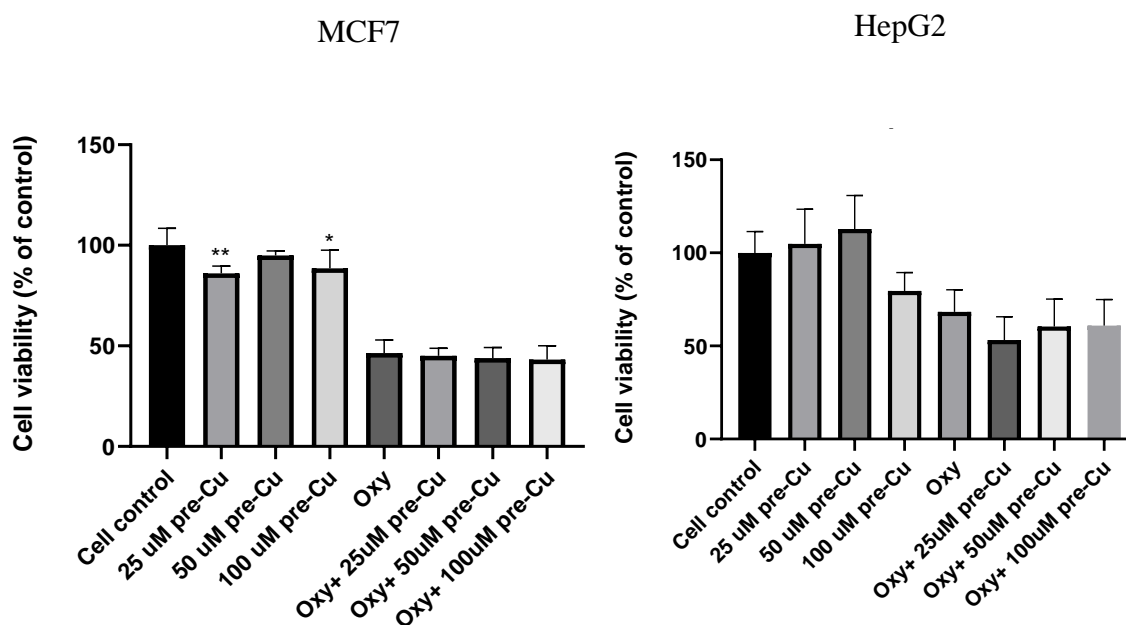 MCF7
Cell viability (% of control)
150
100
50
0
**
*
Cell control
25 uM pre-Cu
50 uM pre-Cu
100 uM pre-Cu
Oxy
Oxy+ 25uM pre-Cu
Oxy+ 50uM pre-Cu
Oxy+ 100uM pre-Cu
HepG2
Cell viability (% of control)
150
100
50
0
Cell control
25 uM pre-Cu
50 uM pre-Cu
100 uM pre-Cu
Oxy
Oxy+ 25uM pre-Cu
Oxy+ 50uM pre-Cu
Oxy+ 100uM pre-Cu